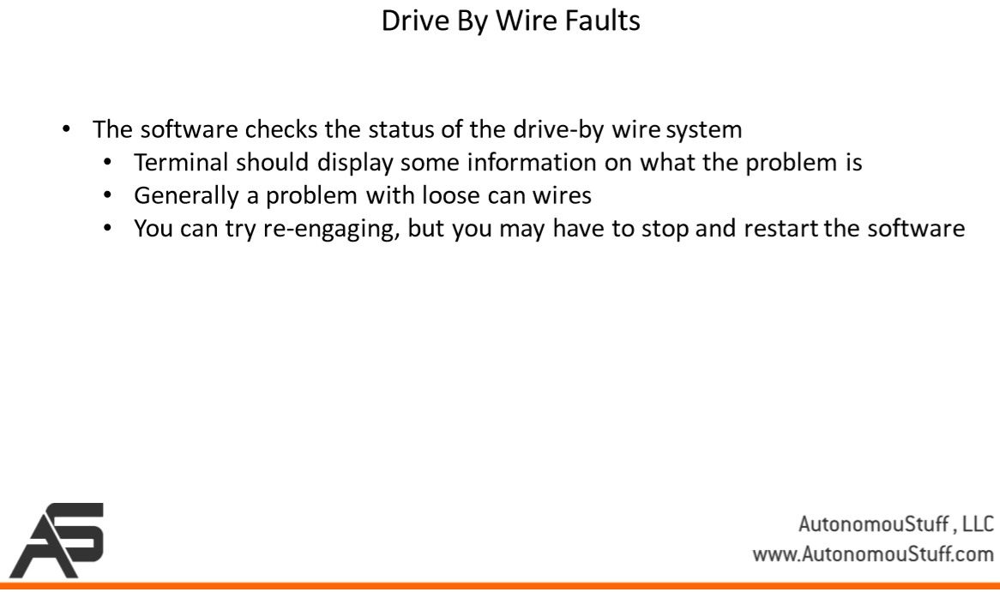 Drive By Wire Faults
• The software checks the status of the drive-by wire system
• Terminal should display some information on what the problem is
• Generally a problem with loose can wires
• You can try re-engaging, but you may have to stop and restart the software
AS
AutonomouStuff, LLC
www.AutonomouStuff.com